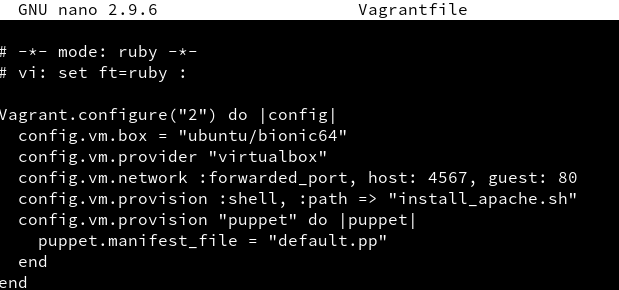 GNU nano 2.9.6 Vagrantfile
# -*- mode: ruby -*-
# vi: set ft=ruby :
Vagrant.configure("2") do |config|
  config.vm.box = "ubuntu/bionic64"
  config.vm.provider "virtualbox"
  config.vm.network :forwarded_port, host: 4567, guest: 80
  config.vm.provision :shell, :path => "install_apache.sh"
  config.vm.provision "puppet" do |puppet|
    puppet.manifest_file = "default.pp"
  end
end